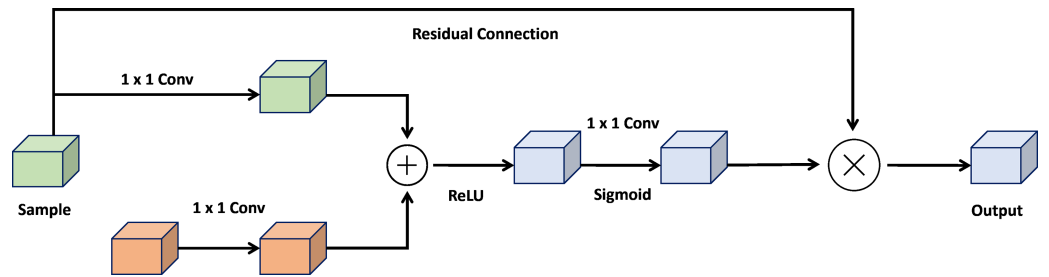 Residual Connection
1 x 1 Conv
1 x 1 Conv
Sample
ReLU
Sigmoid
Output
1 x 1 Conv